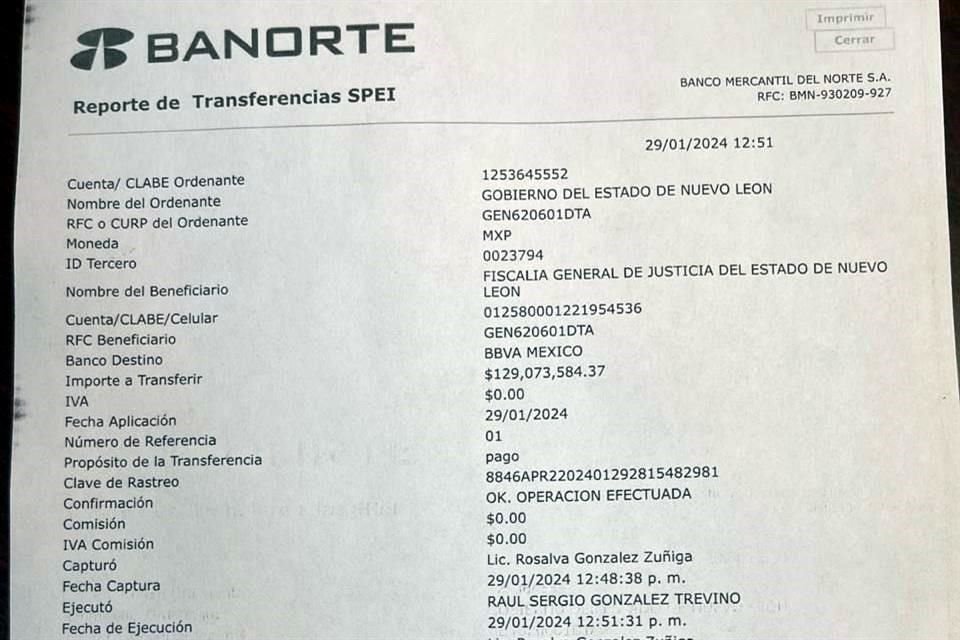 Imprimir
Cerrar
BANORTE
BANCO MERCANTIL DEL NORTE S.A.
RFC: BMN-930209-927
Reporte de Transferencias SPEI
29/01/2024 12:51
Cuenta/ CLABE Ordenante 1253645552
Nombre del Ordenante GOBIERNO DEL ESTADO DE NUEVO LEON
RFC o CURP del Ordenante GEN620601DTA
Moneda MXP
ID Tercero 0023794
Nombre del Beneficiario FISCALIA GENERAL DE JUSTICIA DEL ESTADO DE NUEVO
LEON
Cuenta/CLABE/Celular 012580001221954536
RFC Beneficiario GEN620601DTA
Banco Destino BBVA MEXICO
Importe a Transferir $129,073,584.37
IVA $0.00
Fecha Aplicación 29/01/2024
Número de Referencia 01
Propósito de la Transferencia pago
Clave de Rastreo 8846APR2202401292815482981
Confirmación OK. OPERACION EFECTUADA
Comisión $0.00
IVA Comisión $0.00
Capturó Lic. Rosalva Gonzalez Zuñiga
Fecha Captura 29/01/2024 12:48:38 p. m.
Ejecutó RAUL SERGIO GONZALEZ TREVINO
Fecha de Ejecución 29/01/2024 12:51:31 p. m.